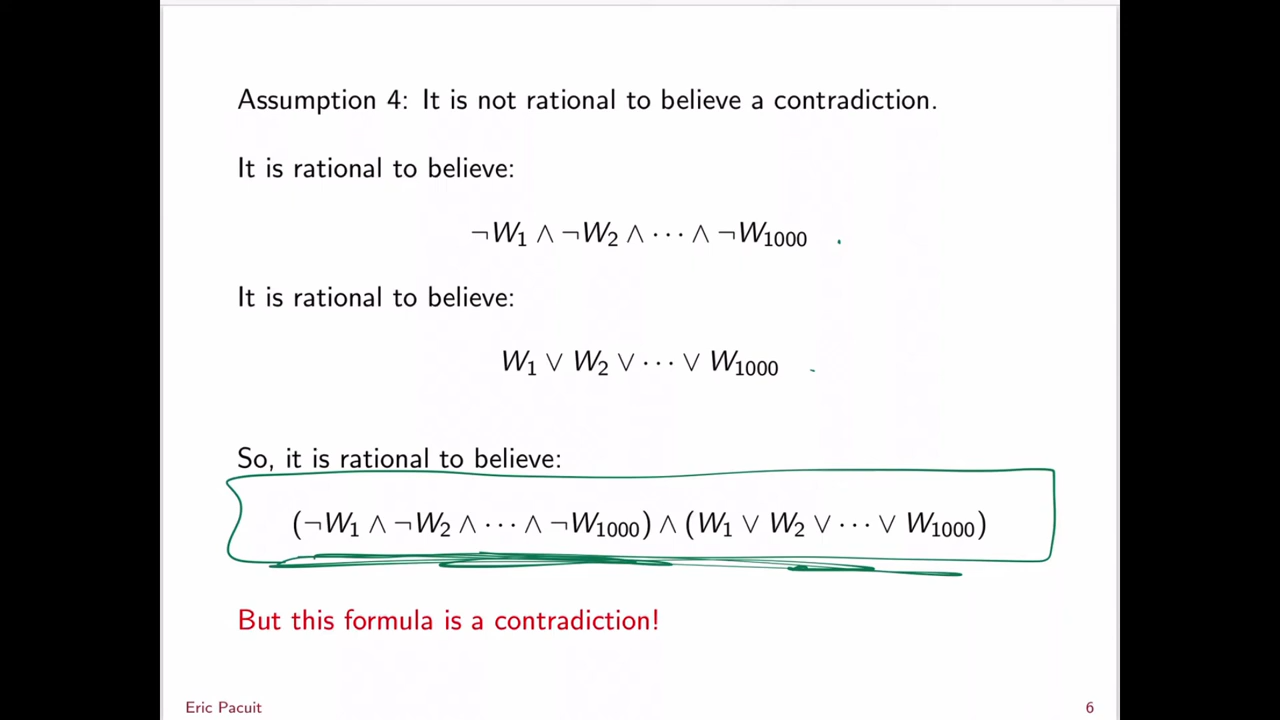 Assumption 4: It is not rational to believe a contradiction.
It is rational to believe:
¬W₁ ∧ ¬W₂ ∧ ··· ∧ ¬W₁₀₀₀
It is rational to believe:
W₁ ∨ W₂ ∨ ··· ∨ W₁₀₀₀
So, it is rational to believe:
(¬W₁ ∧ ¬W₂ ∧ ··· ∧ ¬W₁₀₀₀) ∧ (W₁ ∨ W₂ ∨ ··· ∨ W₁₀₀₀)
But this formula is a contradiction!
Eric Pacuit 6